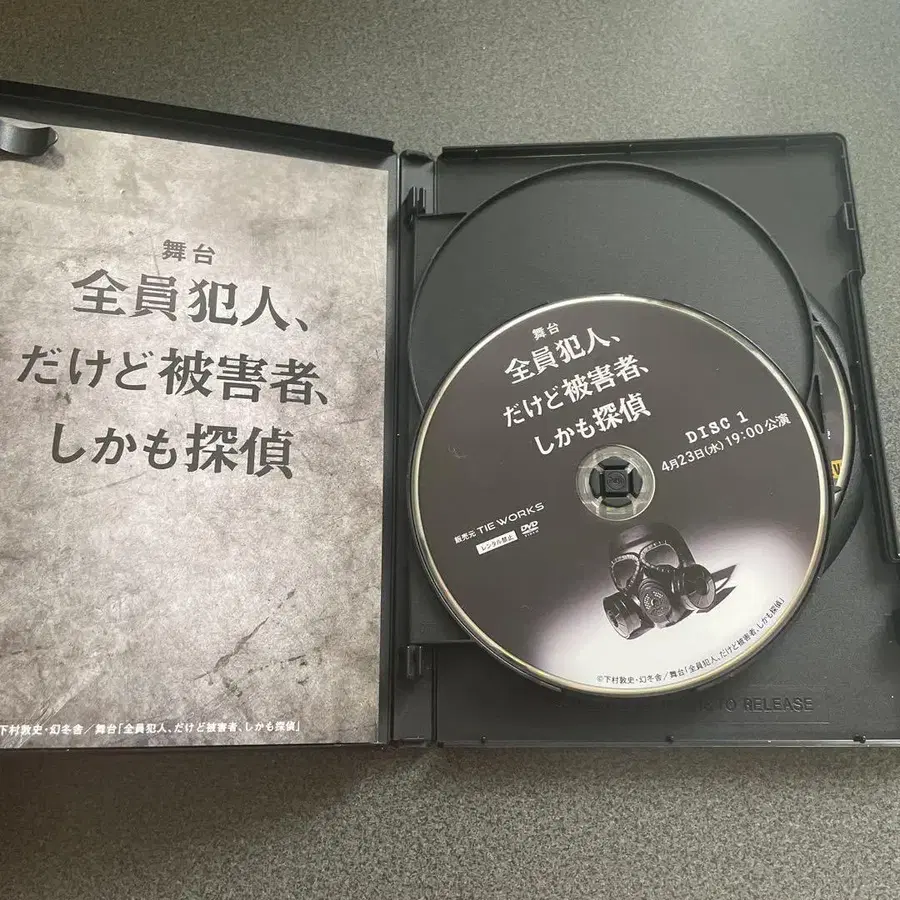 舞台
全員犯人、
だけど被害者、
しかも探偵
下村敦史・幻冬舎/舞台「全員犯人、だけど被害者、しかも探偵」
舞台
全員犯人、
だけど被害者、
しかも探偵
DISC 1
4月23日(水)19:00公演
販売元 TIE WORKS
レンタル禁止
DVD
VIDEO
©下村敦史・幻冬舎/舞台「全員犯人、だけど被害者、しかも探偵」
TO RELEASE